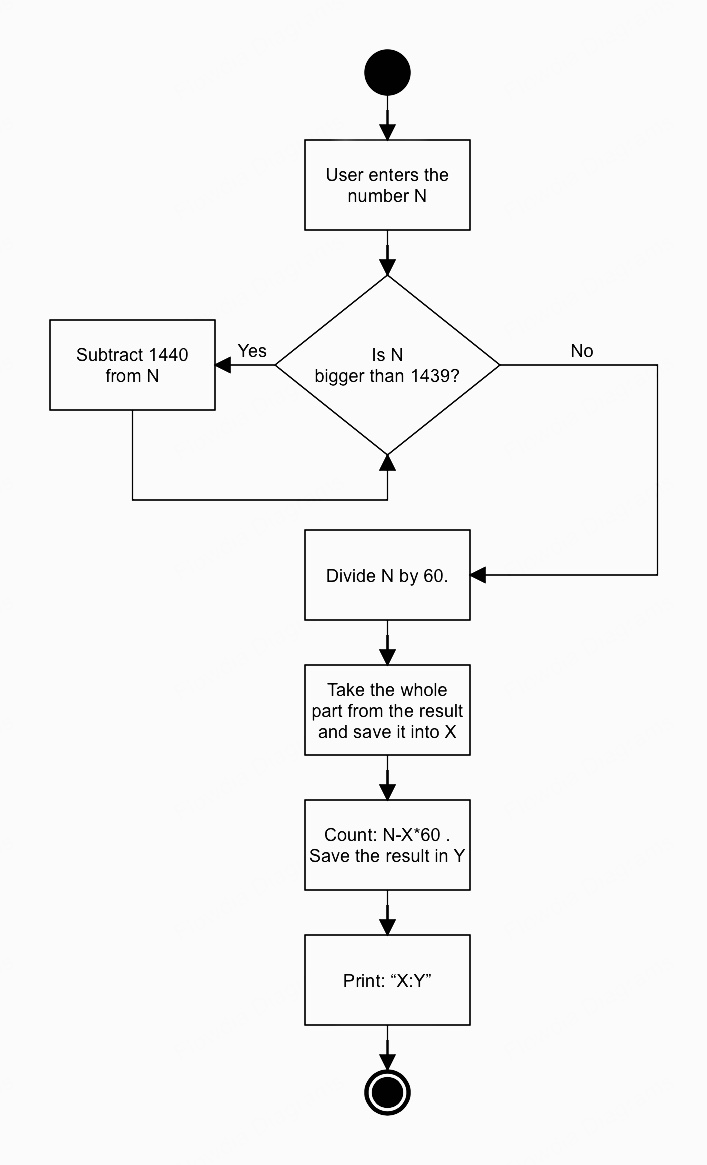 User enters the
number N
Is N
bigger than 1439?
Yes
No
Subtract 1440
from N
Divide N by 60.
Take the whole
part from the result
and save it into X
Count: N-X*60 .
Save the result in Y
Print: “X:Y”